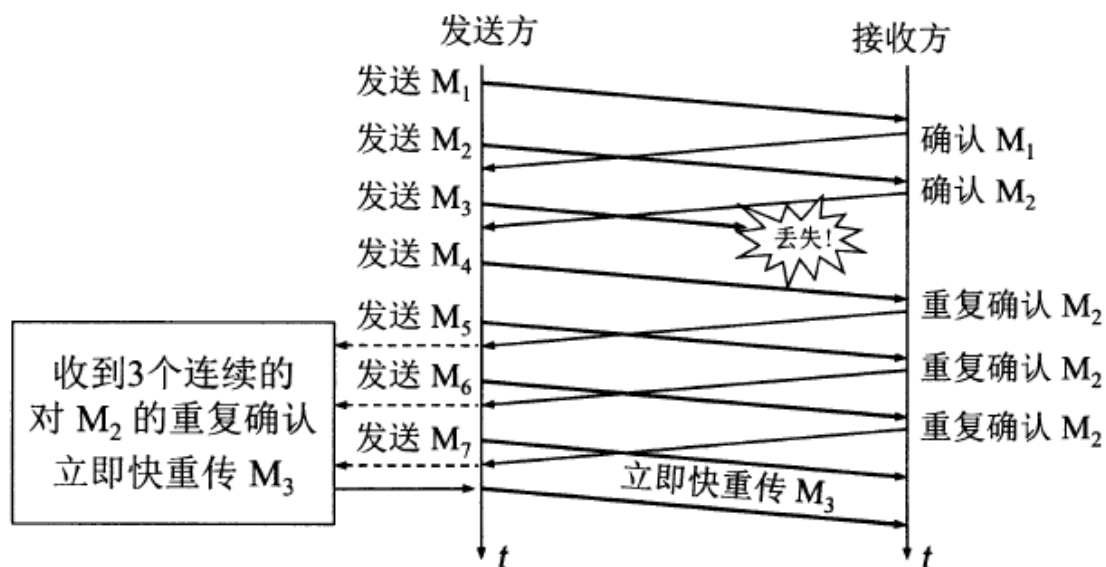 发送方
接收方
发送 M₁
发送 M₂
确认 M₁
发送 M₃
确认 M₂
丢失!
发送 M₄
重复确认 M₂
发送 M₅
收到3个连续的
对 M₂ 的重复确认
立即快重传 M₃
发送 M₆
重复确认 M₂
发送 M₇
重复确认 M₂
立即快重传 M₃
t
t